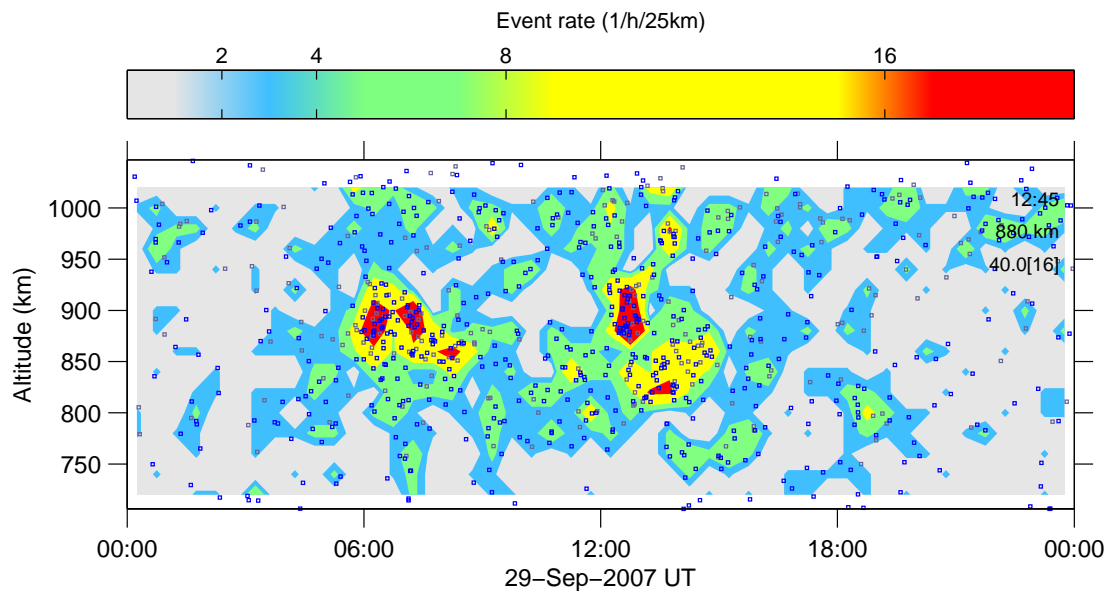 Event rate (1/h/25km)
2 4 8 16
1000
950
900
850
800
750
Altitude (km)
12:45
880 km
40.0[16]
00:00 06:00 12:00 18:00 00:00
29−Sep−2007 UT